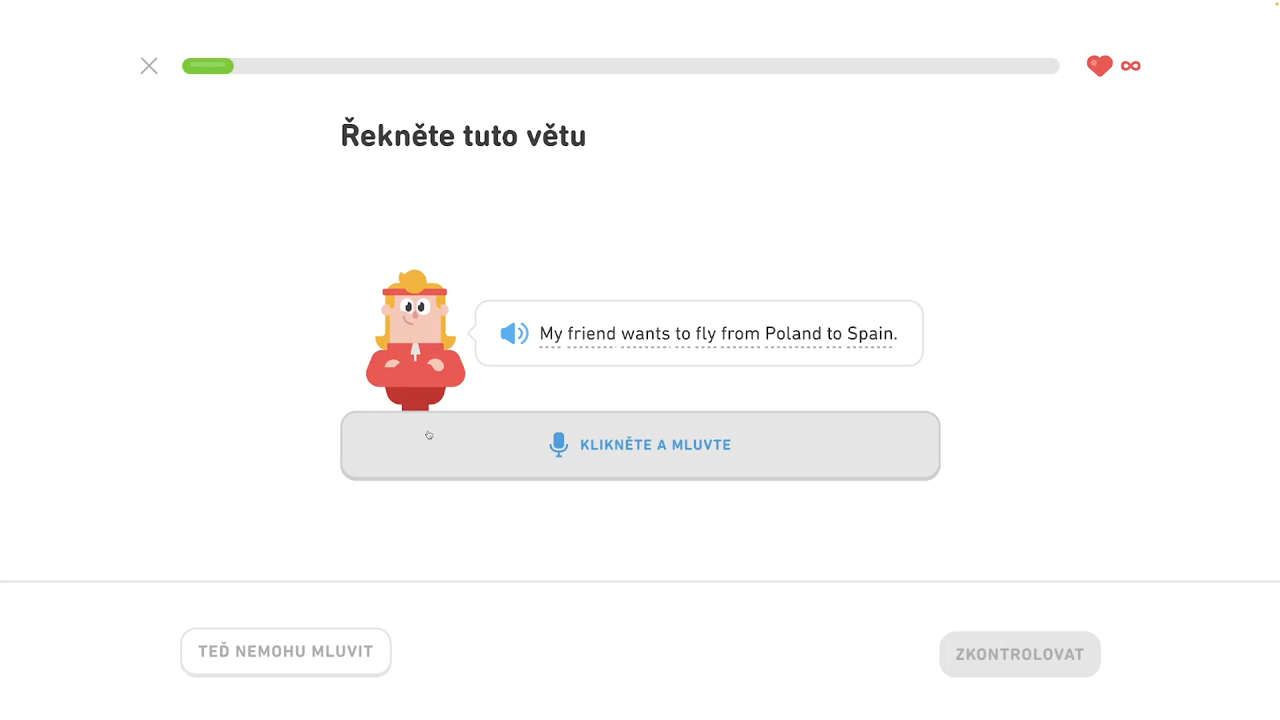 Řekněte tuto větu
My friend wants to fly from Poland to Spain.
KLIKNĚTE A MLUVTE
TEĎ NEMOHU MLUVIT
ZKONTROLOVAT